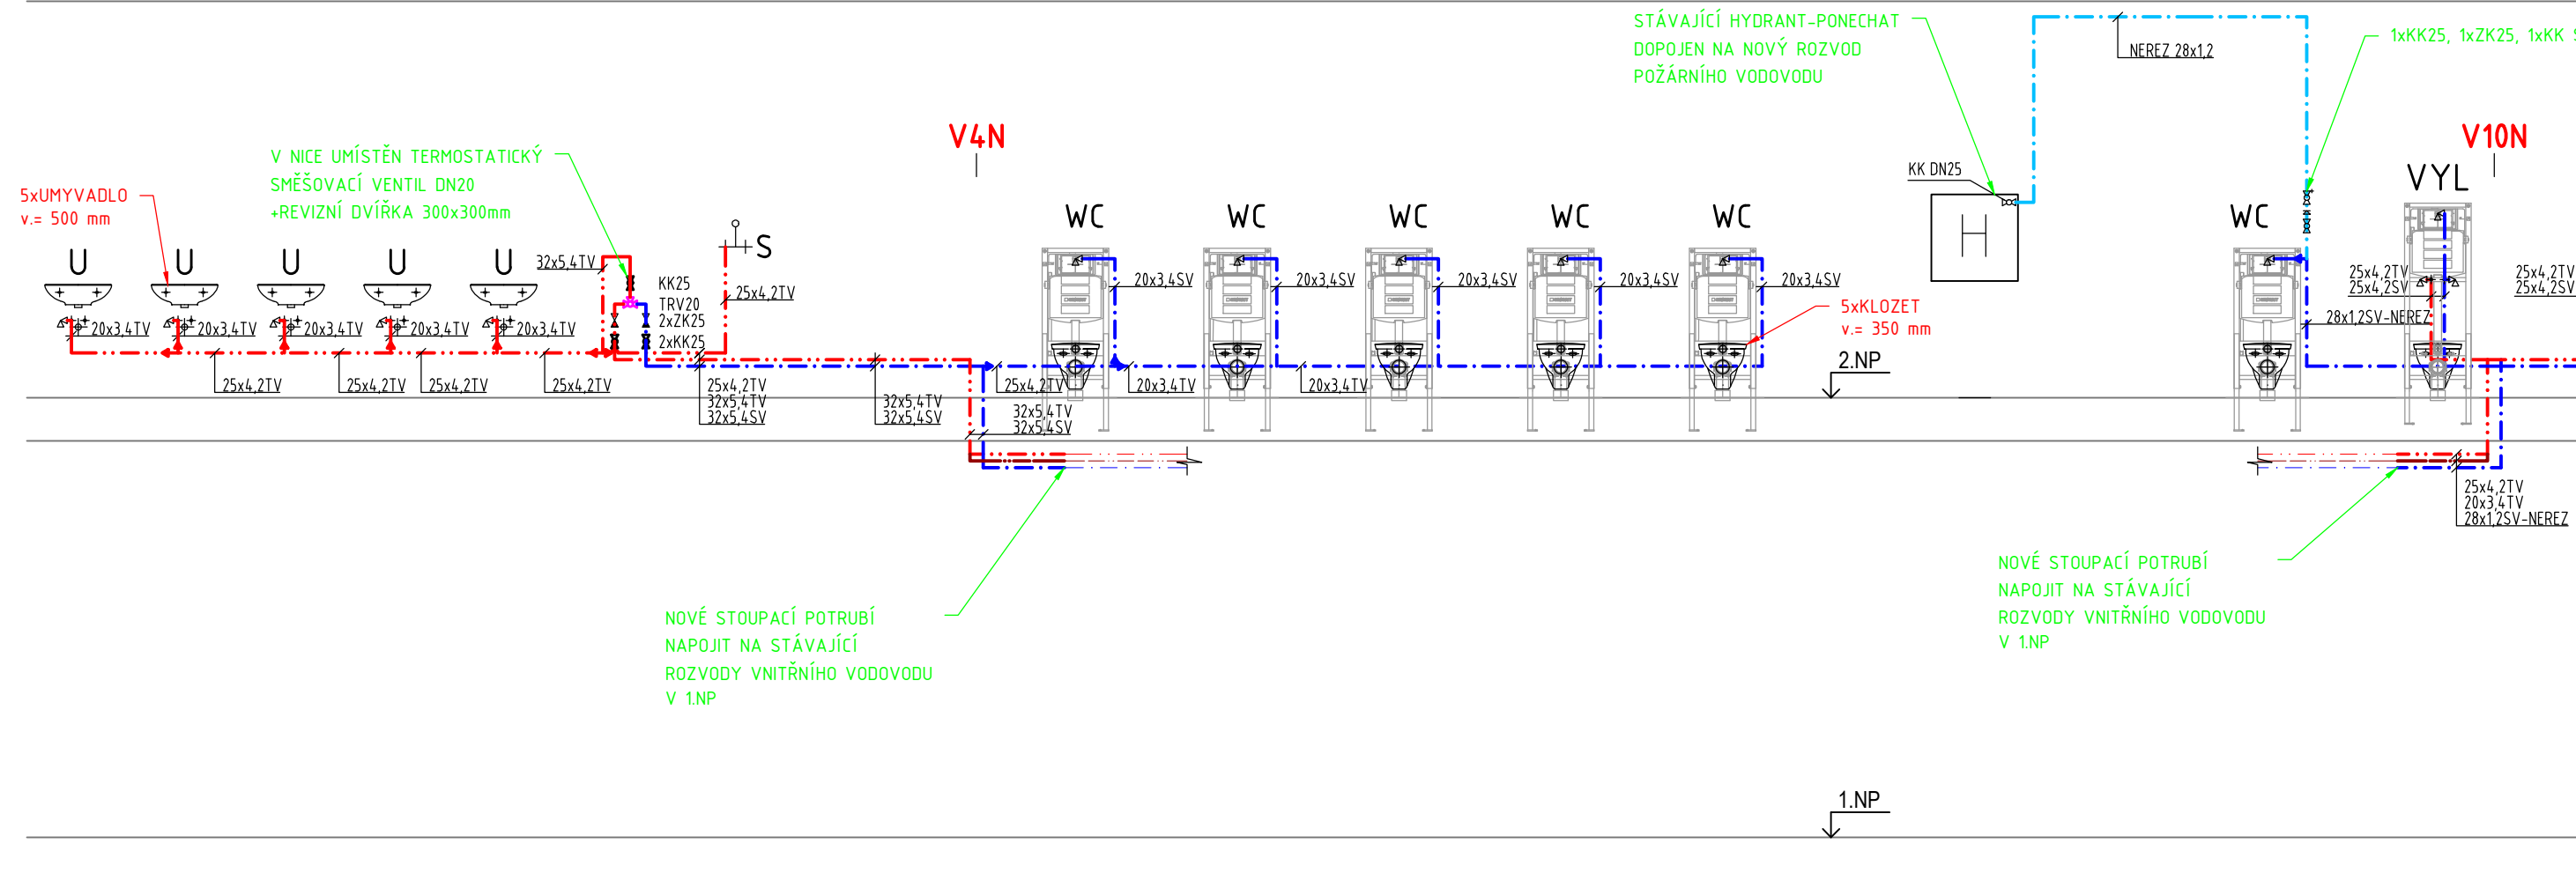 STÁVAJÍCÍ HYDRANT-PONECHAT
DOPOJEN NA NOVÝ ROZVOD
POŽÁRNÍHO VODOVODU
NEREZ 28x1,2
1xKK25, 1xZK25, 1xKK
V4N
V10N
V NICE UMÍSTĚN TERMOSTATICKÝ
SMĚŠOVACÍ VENTIL DN20
+REVIZNÍ DVÍŘKA 300x300mm
5xUMYVADLO
v.= 500 mm
KK DN25
H
VYL
U
U
U
U
U
S
WC
WC
WC
WC
WC
WC
32x5,4TV
KK25
TRV20
2xZK25
2xKK25
25x4,2TV
20x3,4SV
20x3,4SV
20x3,4SV
20x3,4SV
20x3,4SV
25x4,2TV
25x4,2SV
25x4,2TV
25x4,2SV
5xKLOZET
v.= 350 mm
28x1,2SV-NEREZ
20x3,4TV
20x3,4TV
20x3,4TV
20x3,4TV
20x3,4TV
25x4,2TV
25x4,2TV
25x4,2TV
25x4,2TV
25x4,2TV
32x5,4TV
32x5,4SV
32x5,4TV
32x5,4SV
25x4,2TV
32x5,4TV
32x5,4SV
20x3,4TV
20x3,4TV
2.NP
25x4,2TV
20x3,4TV
28x1,2SV-NEREZ
NOVÉ STOUPACÍ POTRUBÍ
NAPOJIT NA STÁVAJÍCÍ
ROZVODY VNITŘNÍHO VODOVODU
V 1.NP
NOVÉ STOUPACÍ POTRUBÍ
NAPOJIT NA STÁVAJÍCÍ
ROZVODY VNITŘNÍHO VODOVODU
V 1.NP
1.NP